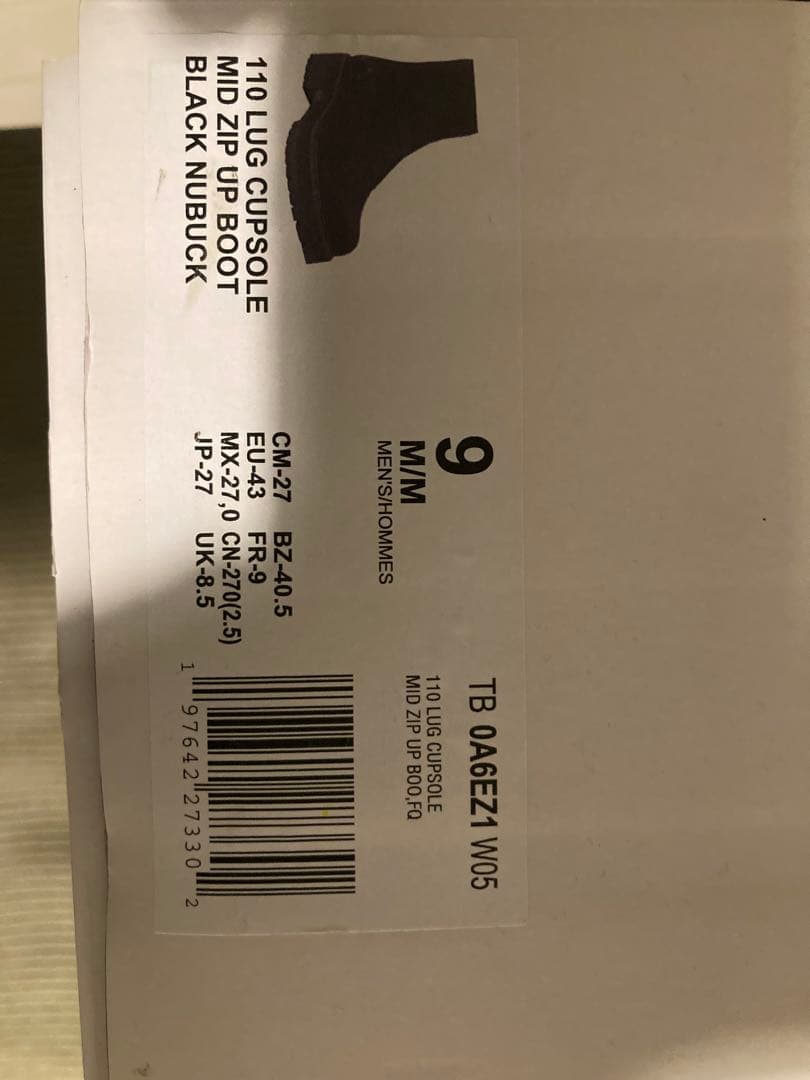 TB 0A6EZ1 W05
110 LUG CUPSOLE
MID ZIP UP BOO,FQ
9
M/M
MEN'S/HOMMES
110 LUG CUPSOLE
MID ZIP UP BOOT
BLACK NUBUCK
CM-27 BZ-40.5
EU-43 FR-9
MX-27,0 CN-270(2.5)
JP-27 UK-8.5
1 97642 27330 2